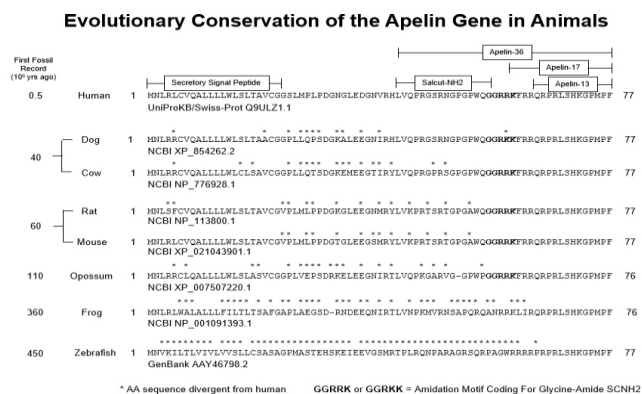 Evolutionary Conservation of the Apelin Gene in Animals
First Fossil
Record
(10⁶ yrs ago)
Apelin-36
Apelin-17
Secretory Signal Peptide
Salcut-NH2
Apelin-13
0.5 Human 1 MNLRLCVQALLLLWLSLTAVCGGSLMPLPDGNGLEDGNVRHLVQPRGSRNGPGPWQGGRRKFRRQRPRLSHKGPMPF 77
UniProKB/Swiss-Prot Q9ULZ1.1
40
Dog 1 MNLRRCVQALLLLWLSLTAACGGPLLQPSDGKALEEGNIRHLVQPRGSRNGPGPWQGGRRKFRRQRPRLSHKGPMPF 77
NCBI XP_854262.2
Cow 1 MNLRRCVQALLLLWLCLSAVCGGPLLQTSDGKEMEEGTIRYLVQPRGPRSGPGPWQGGRRKFRRQRPRLSHKGPMPF 77
NCBI NP_776928.1
60
Rat 1 MNLSFCVQALLLLWLSLTAVCGVPLMLPPDGKGLEEGNMRYLVKPRTSRTGPGAWQGGRRKFRRQRPRLSHKGPMPF 77
NCBI NP_113800.1
Mouse 1 MNLRLCVQALLLLWLSLTAVCGVPLMLPPDGTGLEEGSMRYLVKPRTSRTGPGAWQGGRRKFRRQRPRLSHKGPMPF 77
NCBI XP_021043901.1
110 Opossum 1 MNLRRCLQALLLLWLSLASVCGGPLVEPSDRKELEEGNIRTLVQPKGARVG-GPWPGGRRKFRRQRPRLSHKGPMPF 76
NCBI XP_007507220.1
360 Frog 1 MNLRLWALALLLFILTLTSAFGAPLAEGSD-RNDEEQNIRTLVNPKMVRNSAPQRQANRRKLIRQRPRLSHKGPMPF 76
NCBI NP_001091393.1
450 Zebrafish 1 MNVKILTLVIVLVVSLLCSASAGPMASTEHSKEIEEVGSMRTPLRQNPARAGRSQRPAGWRRRRPRPRLSHKGPMPF 77
GenBank AAY46798.2
* AA sequence divergent from human GGRRK or GGRKK = Amidation Motif Coding For Glycine-Amide SCNH2